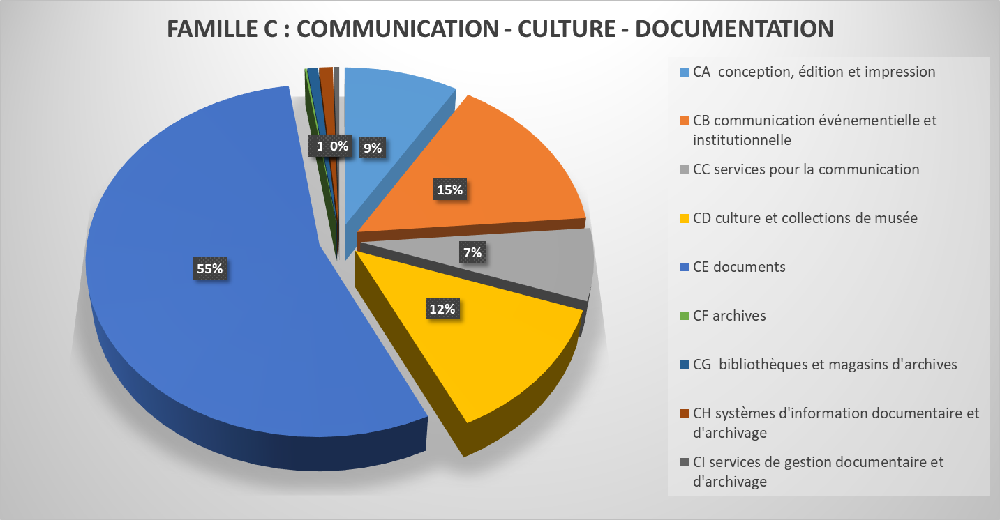 FAMILLE C : COMMUNICATION - CULTURE - DOCUMENTATION
CA  conception, édition et impression
CB communication événementielle et
institutionnelle
CC services pour la communication
CD culture et collections de musée
CE documents
CF archives
CG  bibliothèques et magasins d'archives
CH systèmes d'information documentaire et
d'archivage
CI services de gestion documentaire et
d'archivage
0%
9%
15%
7%
12%
55%